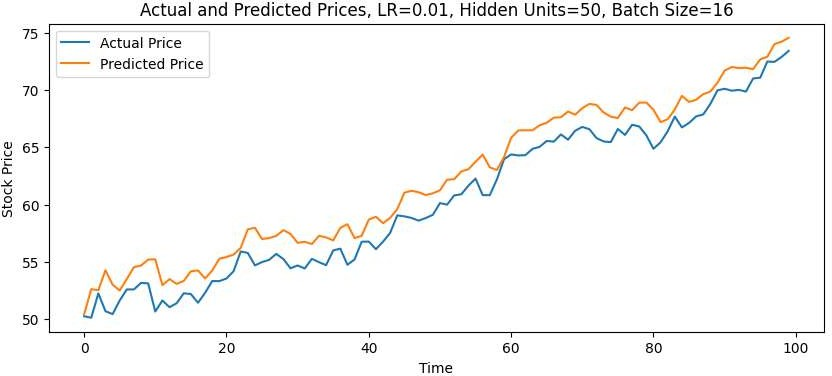 Actual and Predicted Prices, LR=0.01, Hidden Units=50, Batch Size=16
Actual Price
Predicted Price
Stock Price
75
70
65
60
55
50
0
20
40
60
80
100
Time